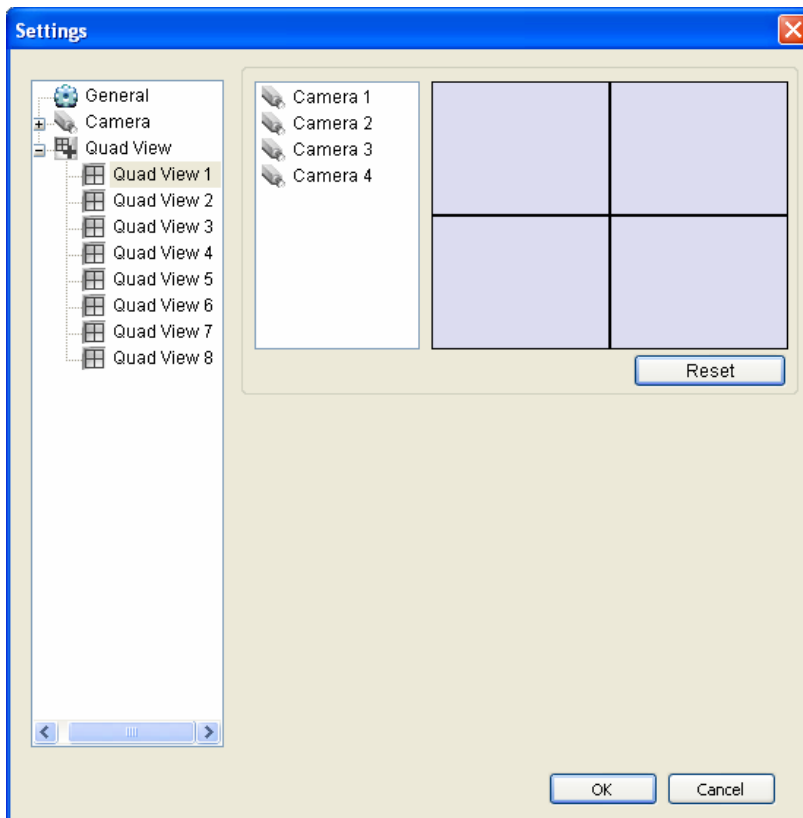 Settings
General
Camera
Quad View
Quad View 1
Quad View 2
Quad View 3
Quad View 4
Quad View 5
Quad View 6
Quad View 7
Quad View 8
Camera 1
Camera 2
Camera 3
Camera 4
Reset
OK
Cancel